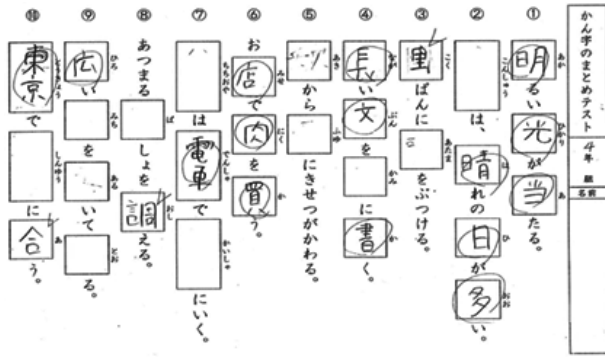 かん字のまとめテスト 4年 組 名前
① 明るい光が当たる。
② は、晴れの日が多い。
③ 里ばんに をぶつける。
④ 長い文を に書く。
⑤ から にきせつがかわる。
⑥ お店で肉を買う。
⑦ は電車で にいく。
⑧ あつまる しょを調える。
⑨ 広い を いて る。
⑩ 東京で に合う。